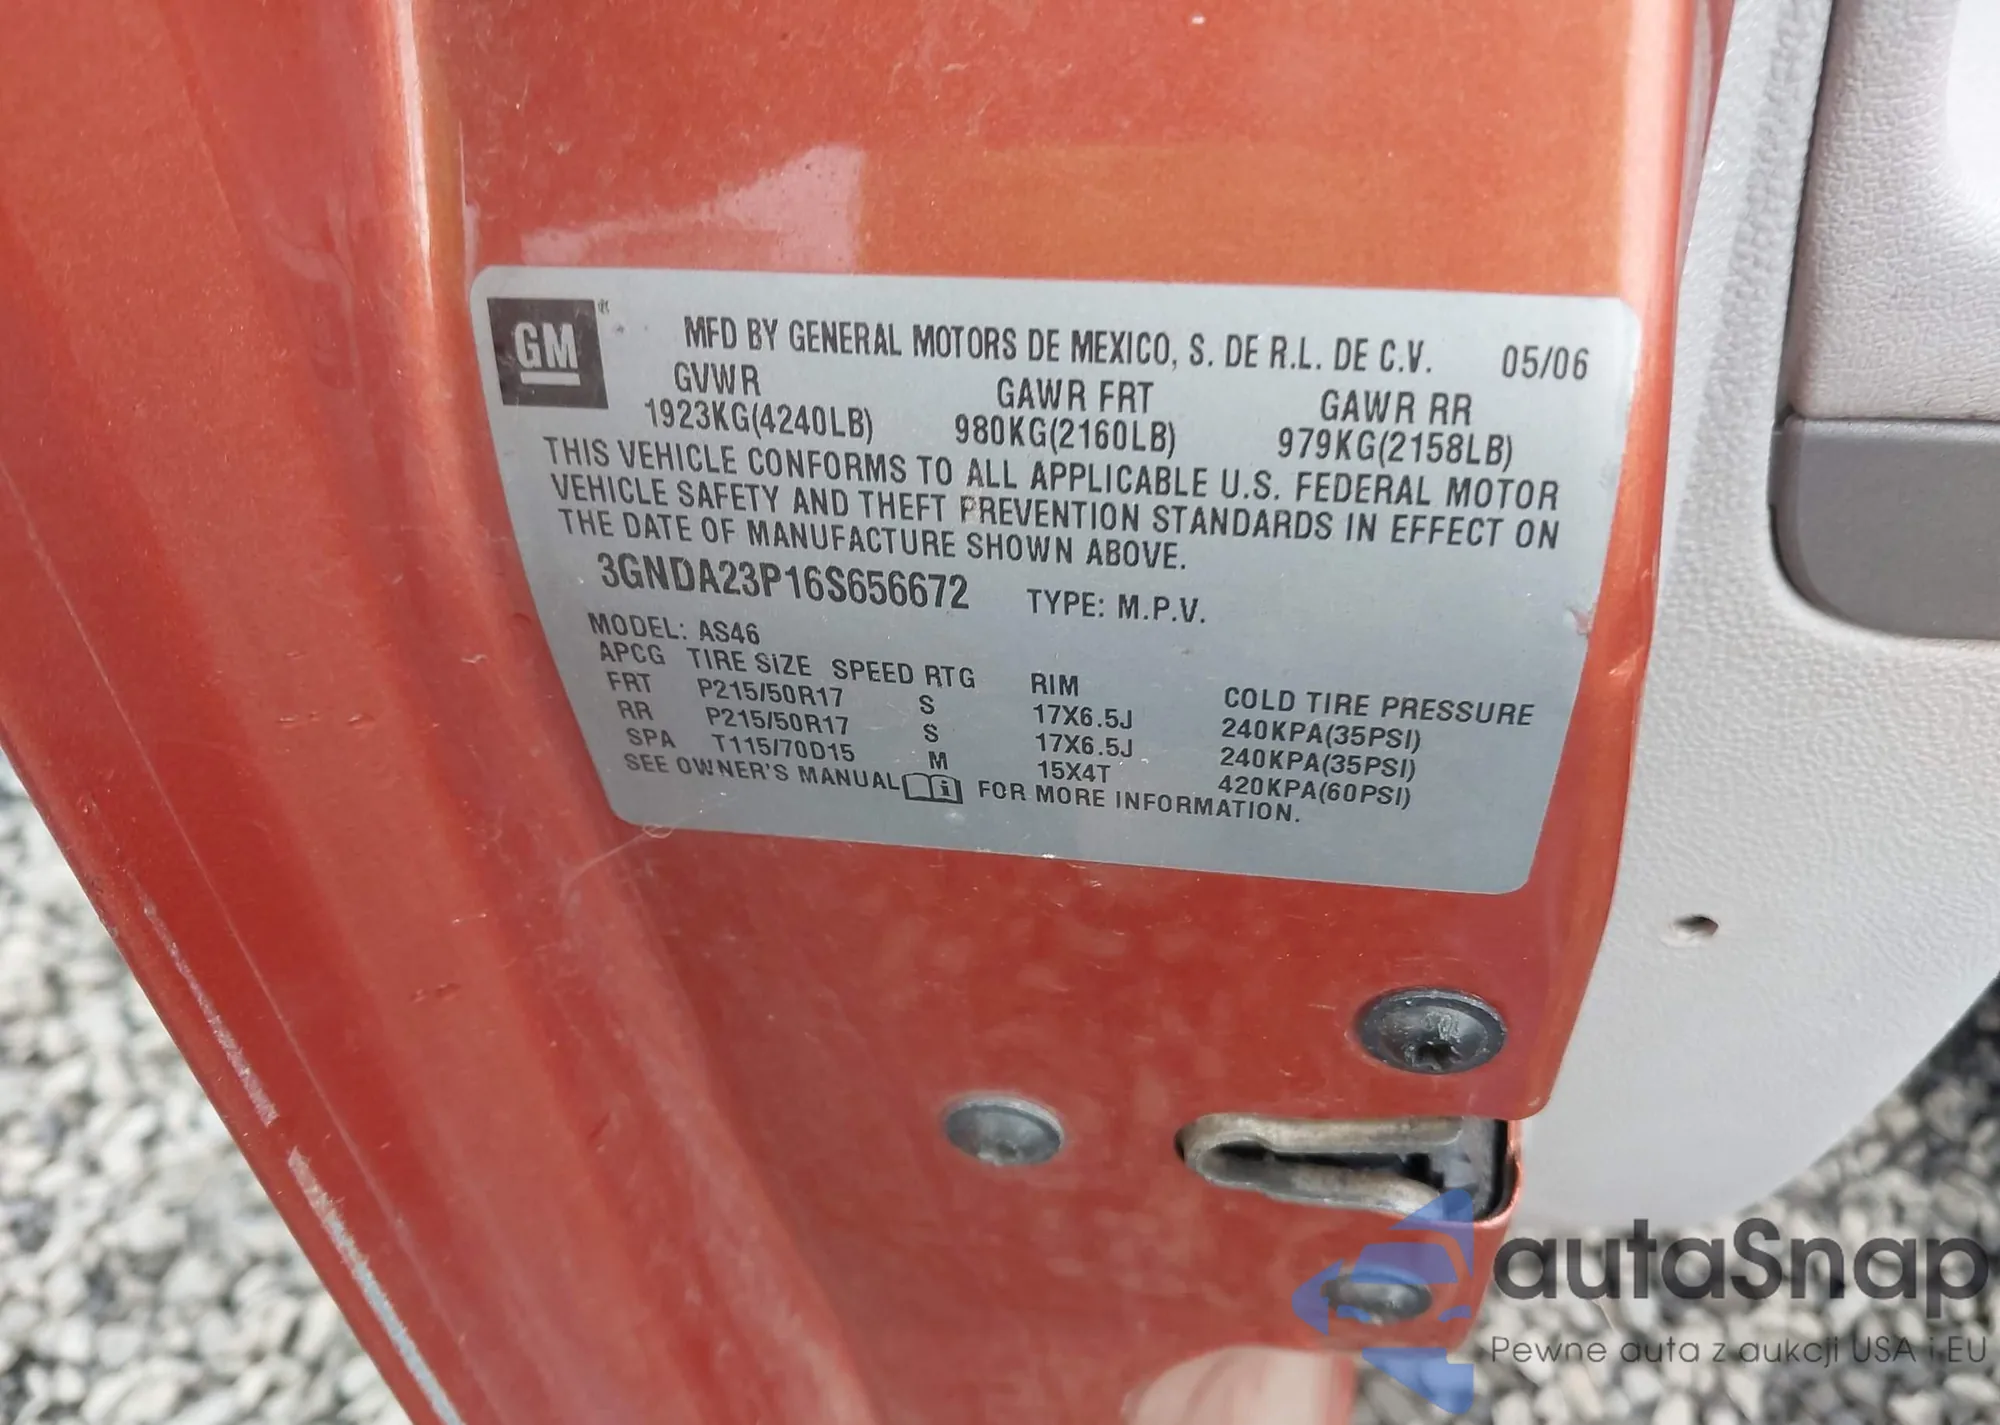 GM ®
MFD BY GENERAL MOTORS DE MEXICO, S. DE R.L. DE C.V. 05/06
GVWR GAWR FRT GAWR RR
1923KG(4240LB) 980KG(2160LB) 979KG(2158LB)
THIS VEHICLE CONFORMS TO ALL APPLICABLE U.S. FEDERAL MOTOR
VEHICLE SAFETY AND THEFT PREVENTION STANDARDS IN EFFECT ON
THE DATE OF MANUFACTURE SHOWN ABOVE.
3GNDA23P16S656672 TYPE: M.P.V.
MODEL: AS46
APCG TIRE SIZE SPEED RTG RIM COLD TIRE PRESSURE
FRT P215/50R17 S 17X6.5J 240KPA(35PSI)
RR P215/50R17 S 17X6.5J 240KPA(35PSI)
SPA T115/70D15 M 15X4T 420KPA(60PSI)
SEE OWNER'S MANUAL i FOR MORE INFORMATION.
autaSnap
Pewne auta z aukcji USA i EU